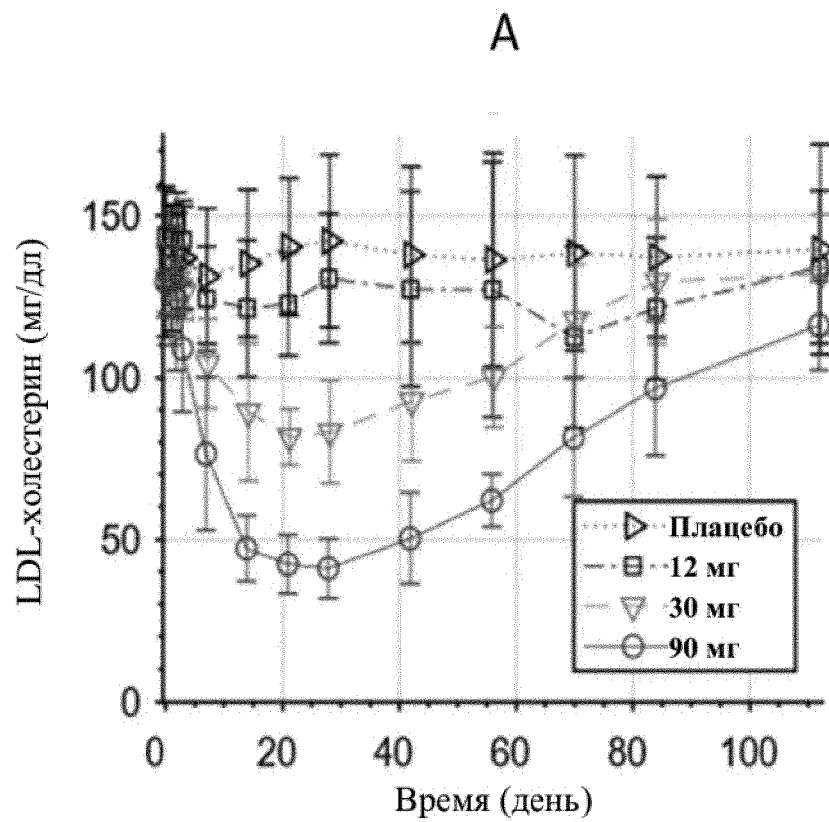 A
LDL-холестерин (мг/дл)
150
100
50
0
0 20 40 60 80 100
Время (день)
Плацебо
12 мг
30 мг
90 мг